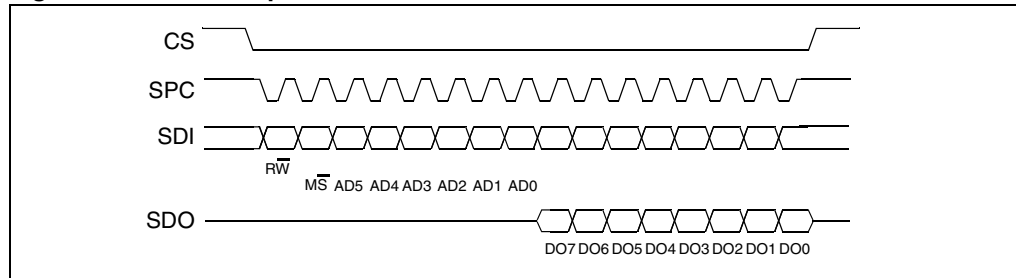 CS
SPC
SDI
RW̅
MS̅ AD5 AD4 AD3 AD2 AD1 AD0
SDO
DO7 DO6 DO5 DO4 DO3 DO2 DO1 DO0